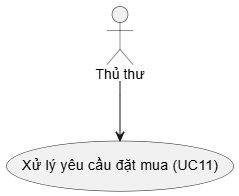 Thủ thư
Xử lý yêu cầu đặt mua (UC11)